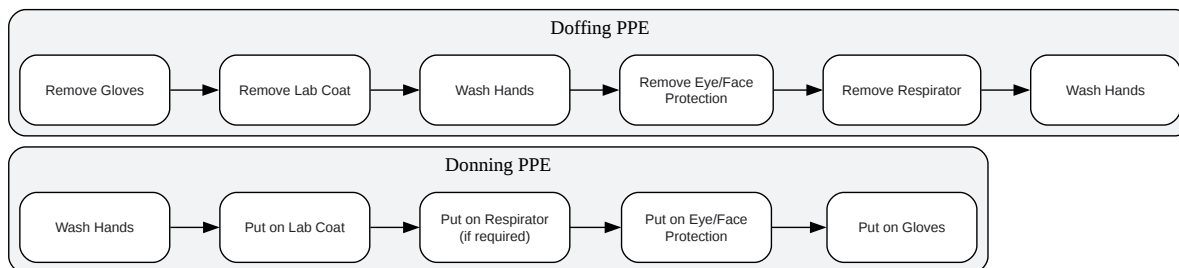 Doffing PPE
Remove Gloves
Remove Lab Coat
Wash Hands
Remove Eye/Face
Protection
Remove Respirator
Wash Hands
Donning PPE
Wash Hands
Put on Lab Coat
Put on Respirator
(if required)
Put on Eye/Face
Protection
Put on Gloves